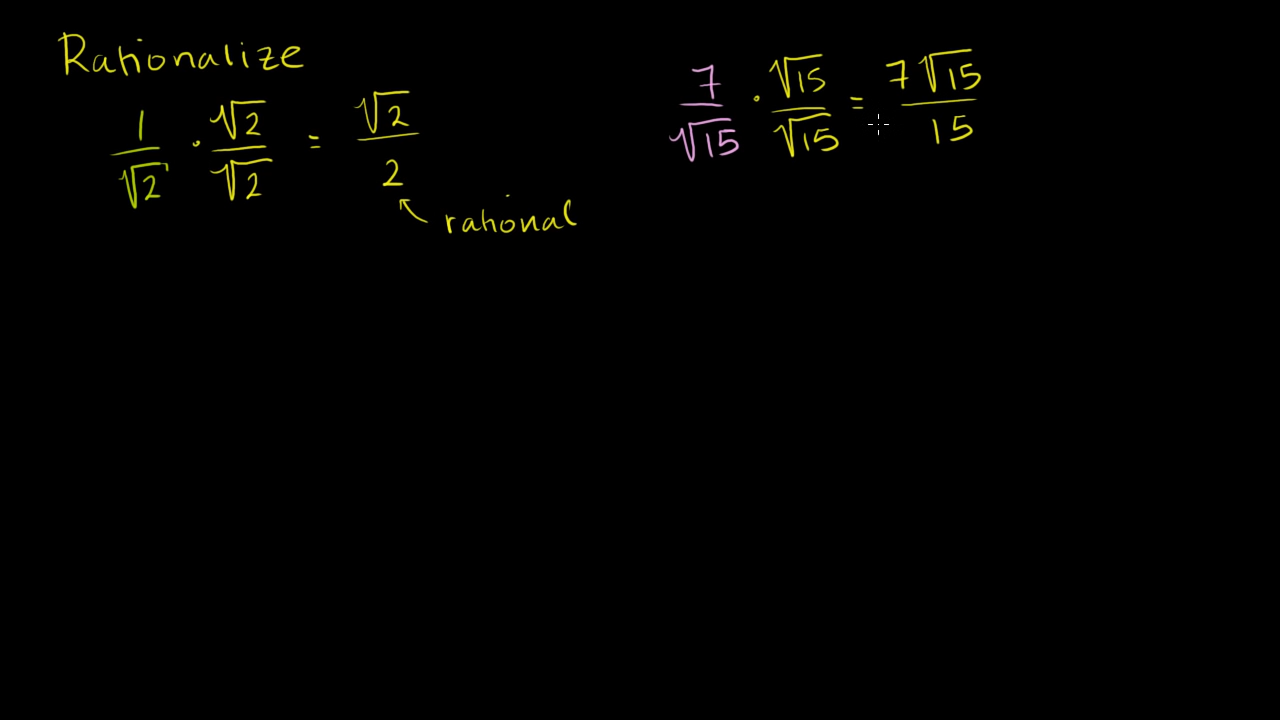 Rationalize
1/√2 · √2/√2 = √2/2
rational
7/√15 · √15/√15 = 7√15/15